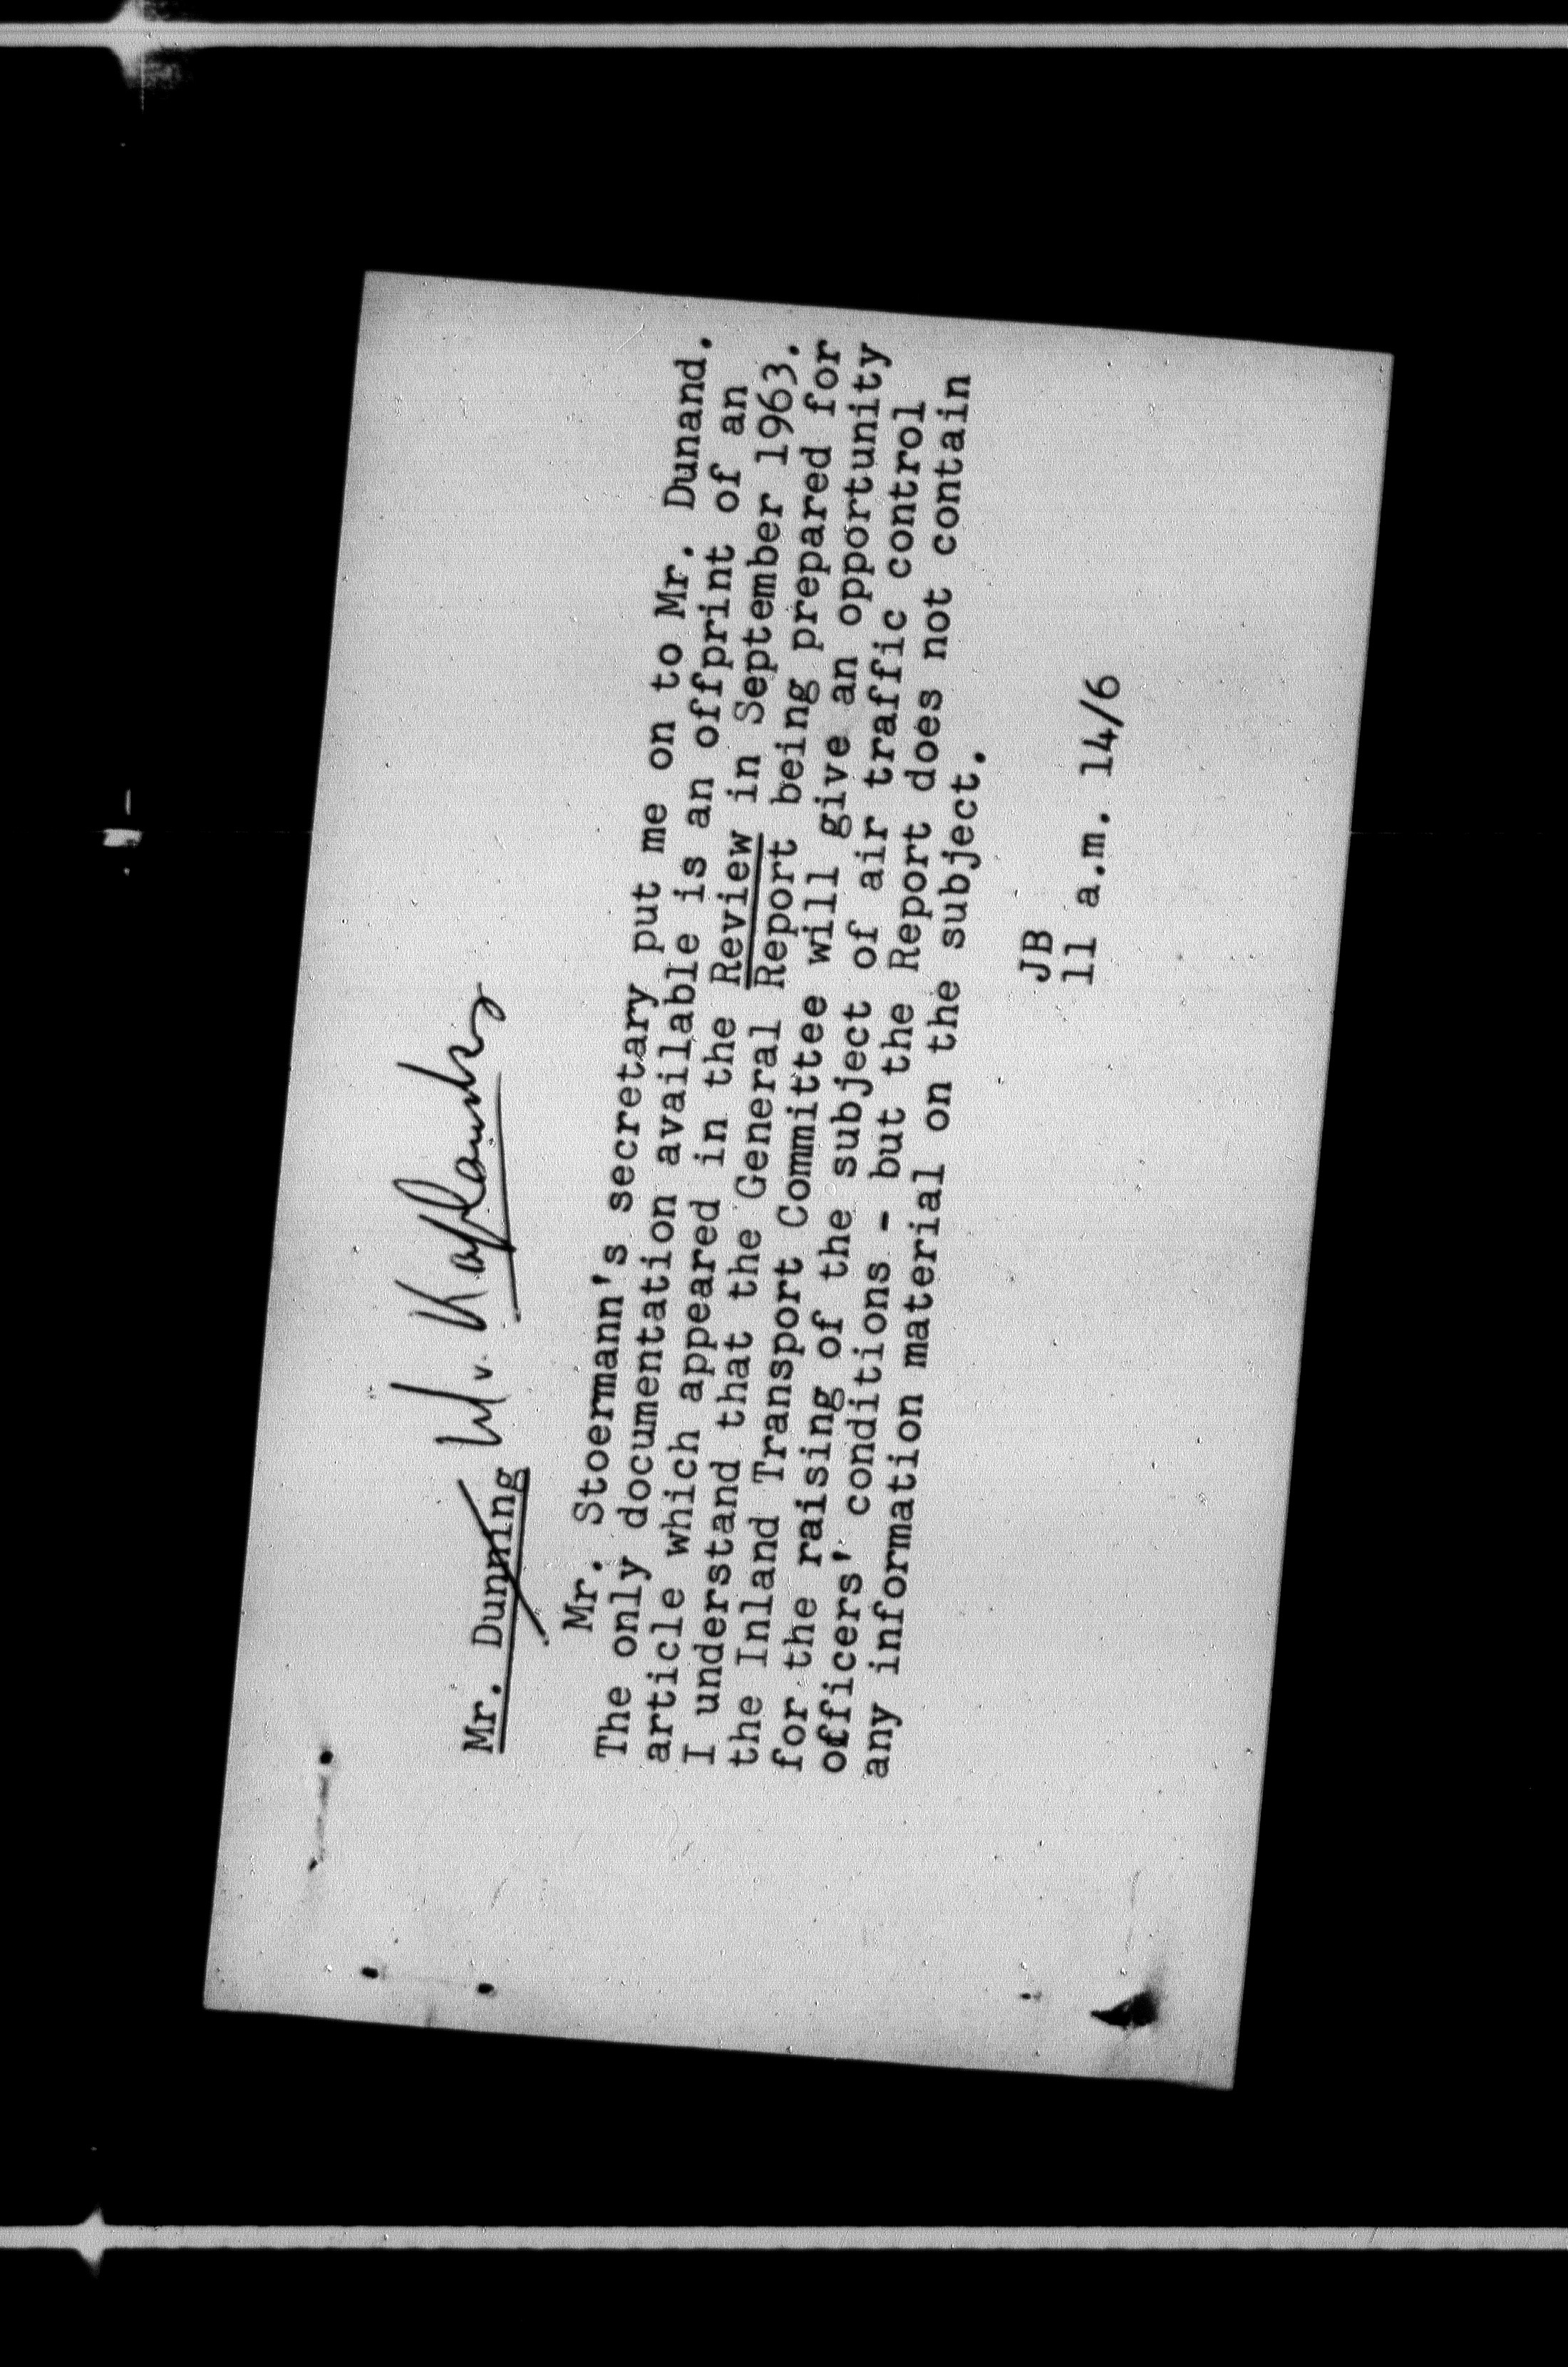 Mr. Dunning
Mr. Stoermann's secretary put me on to Mr. Dunand.
The only documentation available is an offprint of an
article which appeared in the Review in September 1963.
I understand that the General Report being prepared for
the Inland Transport Committee will give an opportunity
for the raising of the subject of air traffic control
officers' conditions - but the Report does not contain
any information material on the subject.
JB
11 a.m. 14/6